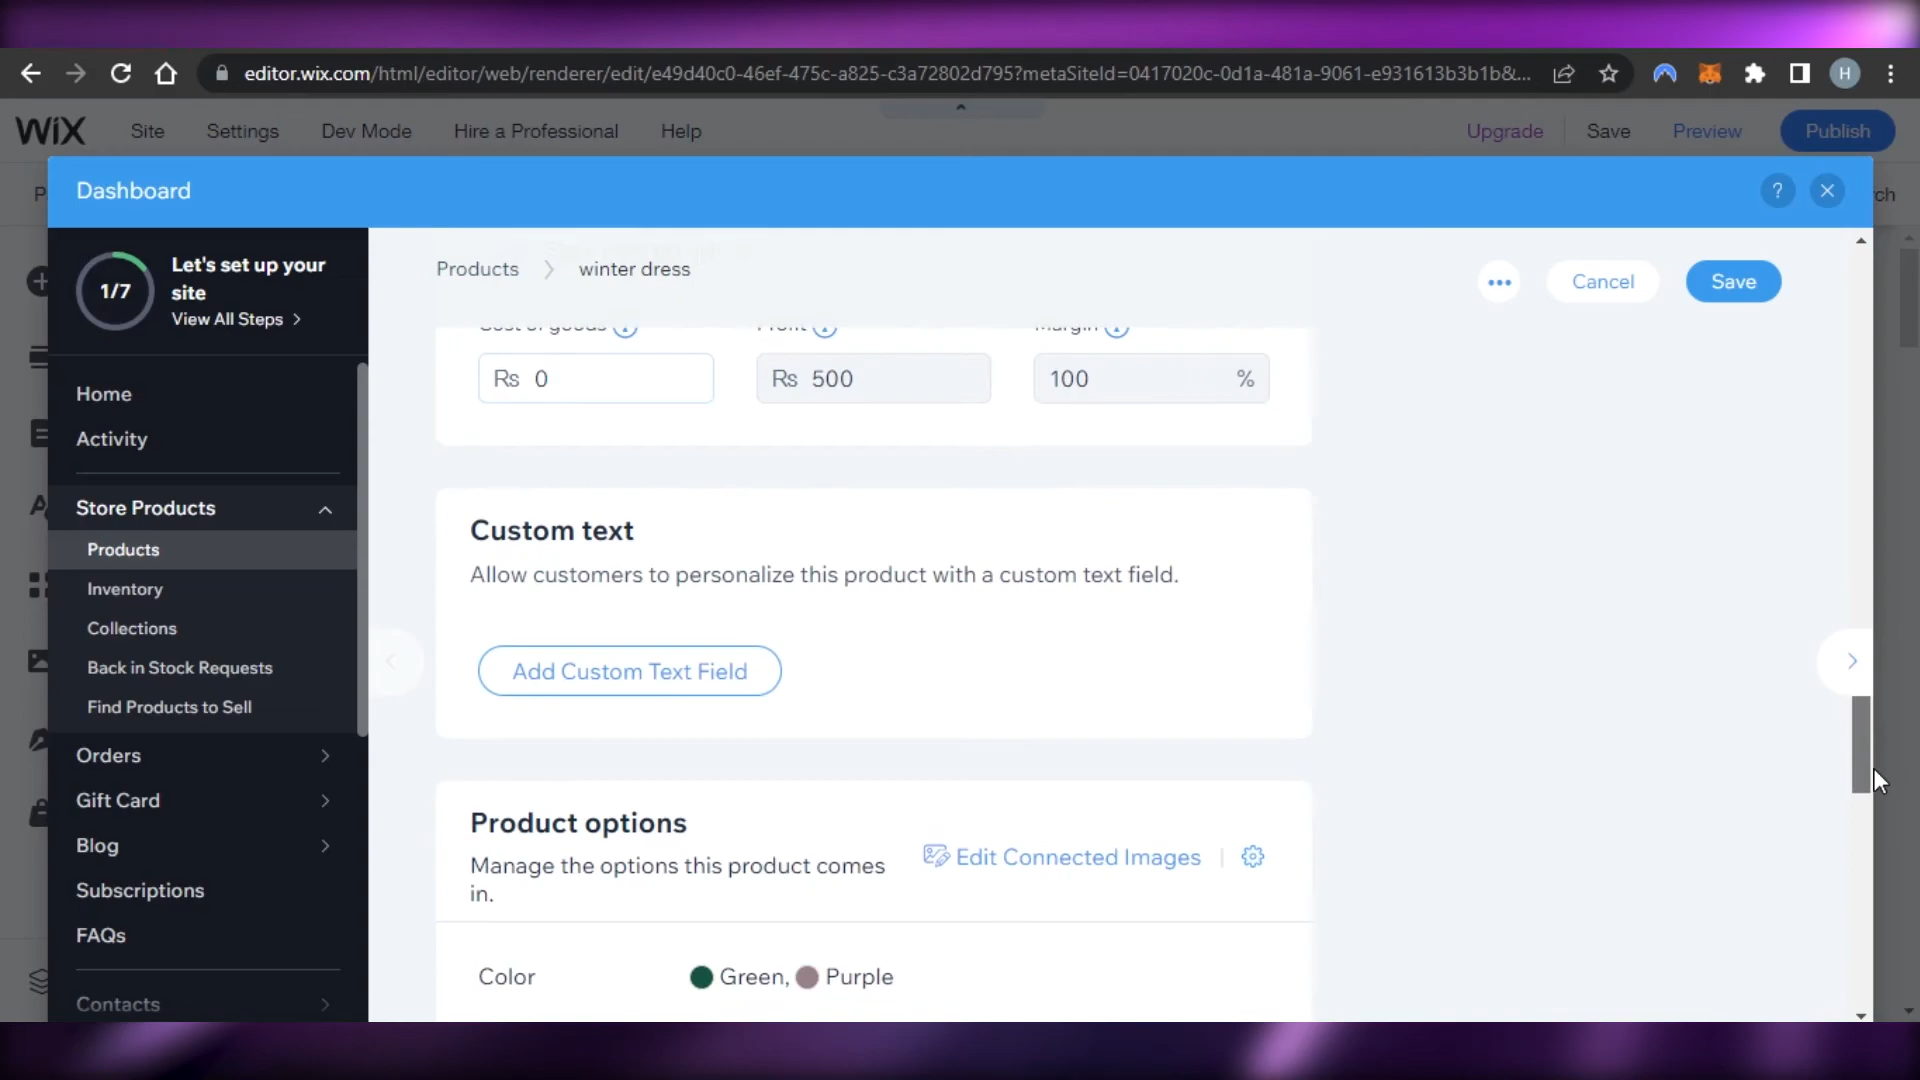 editor.wix.com/html/editor/web/renderer/edit/e49d40c0-46ef-475c-a825-c3a72802d795?metaSiteId=0417020c-0d1a-481a-9061-e931613b3b1b&...
H
WiX Site Settings Dev Mode Hire a Professional Help Upgrade Save Preview Publish
Dashboard ?
1/7
Let's set up your
site
View All Steps
Home
Activity
Store Products
Products
Inventory
Collections
Back in Stock Requests
Find Products to Sell
Orders
Gift Card
Blog
Subscriptions
FAQs
Contacts
Products winter dress
Cancel Save
Cost of goods Profit Margin
Rs 0 Rs 500 100 %
Custom text
Allow customers to personalize this product with a custom text field.
Add Custom Text Field
Product options
Manage the options this product comes
in.
Edit Connected Images
Color Green, Purple